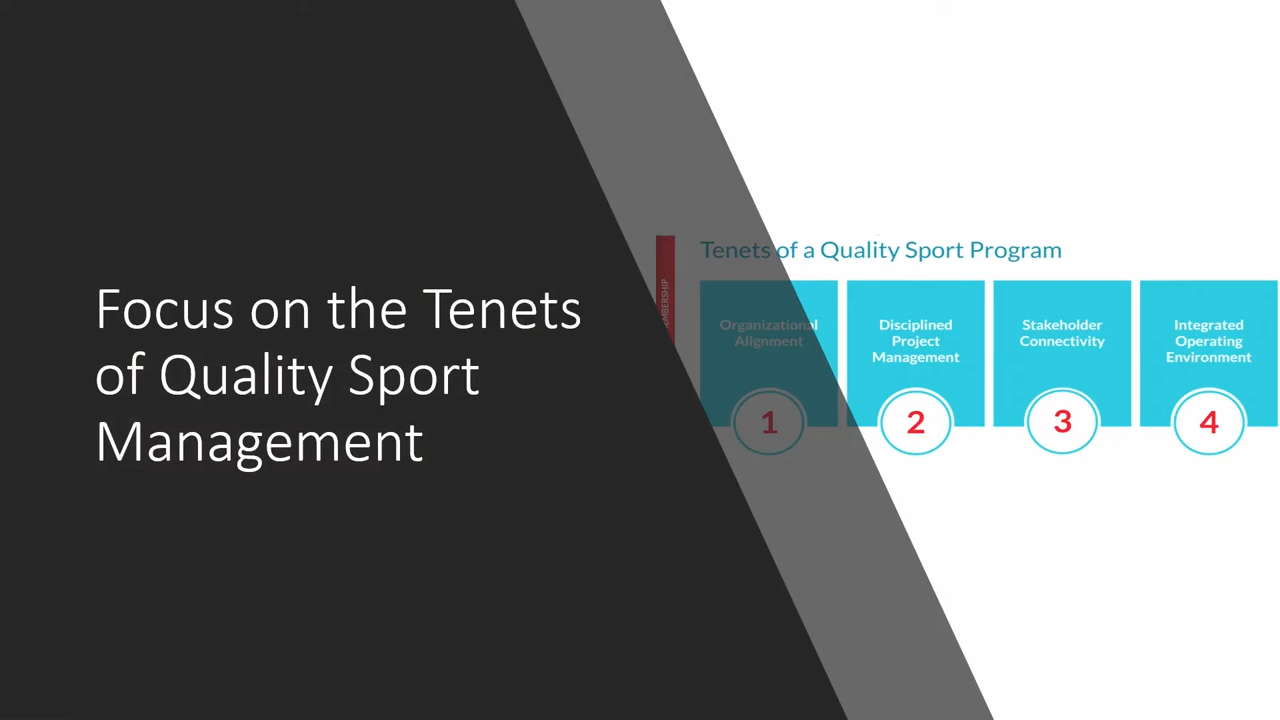 Focus on the Tenets
of Quality Sport
Management
Tenets of a Quality Sport Program
Organizational
Alignment
1
Disciplined
Project
Management
2
Stakeholder
Connectivity
3
Integrated
Operating
Environment
4